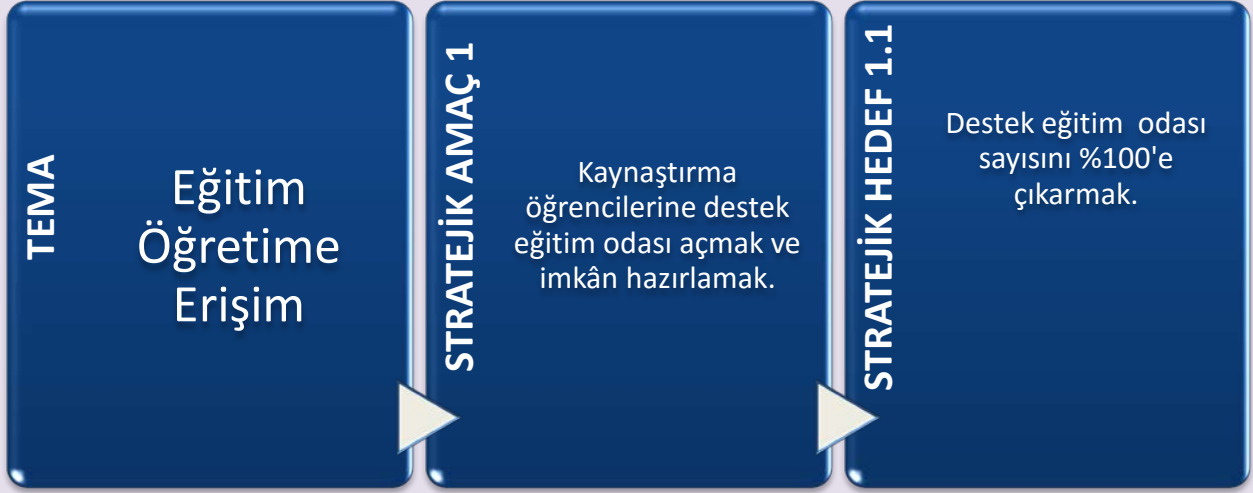 TEMA
Eğitim
Öğretime
Erişim
STRATEJİK AMAÇ 1
Kaynaştırma
öğrencilerine destek
eğitim odası açmak ve
imkân hazırlamak.
STRATEJİK HEDEF 1.1
Destek eğitim odası
sayısını %100'e
çıkarmak.